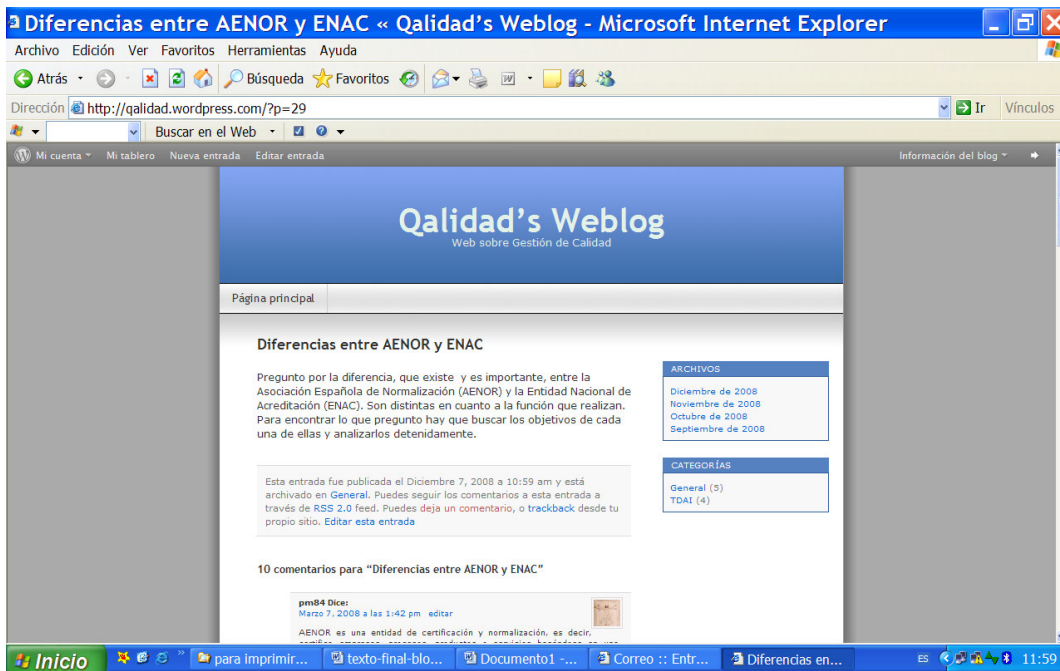 Diferencias entre AENOR y ENAC « Qalidad's Weblog - Microsoft Internet Explorer
Archivo Edición Ver Favoritos Herramientas Ayuda
Atrás Búsqueda Favoritos
Dirección http://qalidad.wordpress.com/?p=29 Ir Vínculos
Buscar en el Web
Mi cuenta Mi tablero Nueva entrada Editar entrada Información del blog
Qalidad's Weblog
Web sobre Gestión de Calidad
Página principal
Diferencias entre AENOR y ENAC
Pregunto por la diferencia, que existe y es importante, entre la
Asociación Española de Normalización (AENOR) y la Entidad Nacional de
Acreditación (ENAC). Son distintas en cuanto a la función que realizan.
Para encontrar lo que pregunto hay que buscar los objetivos de cada
una de ellas y analizarlos detenidamente.
Esta entrada fue publicada el Diciembre 7, 2008 a 10:59 am y está
archivado en General. Puedes seguir los comentarios a esta entrada a
través de RSS 2.0 feed. Puedes deja un comentario, o trackback desde tu
propio sitio. Editar esta entrada
10 comentarios para “Diferencias entre AENOR y ENAC”
pm84 Dice:
Marzo 7, 2008 a las 1:42 pm editar
AENOR es una entidad de certificación y normalización, es decir,
ARCHIVOS
Diciembre de 2008
Noviembre de 2008
Octubre de 2008
Septiembre de 2008
CATEGORÍAS
General (5)
TDAI (4)
Inicio para imprimir... texto-final-blo... Documento1 -... Correo :: Entr... Diferencias en... ES 11:59